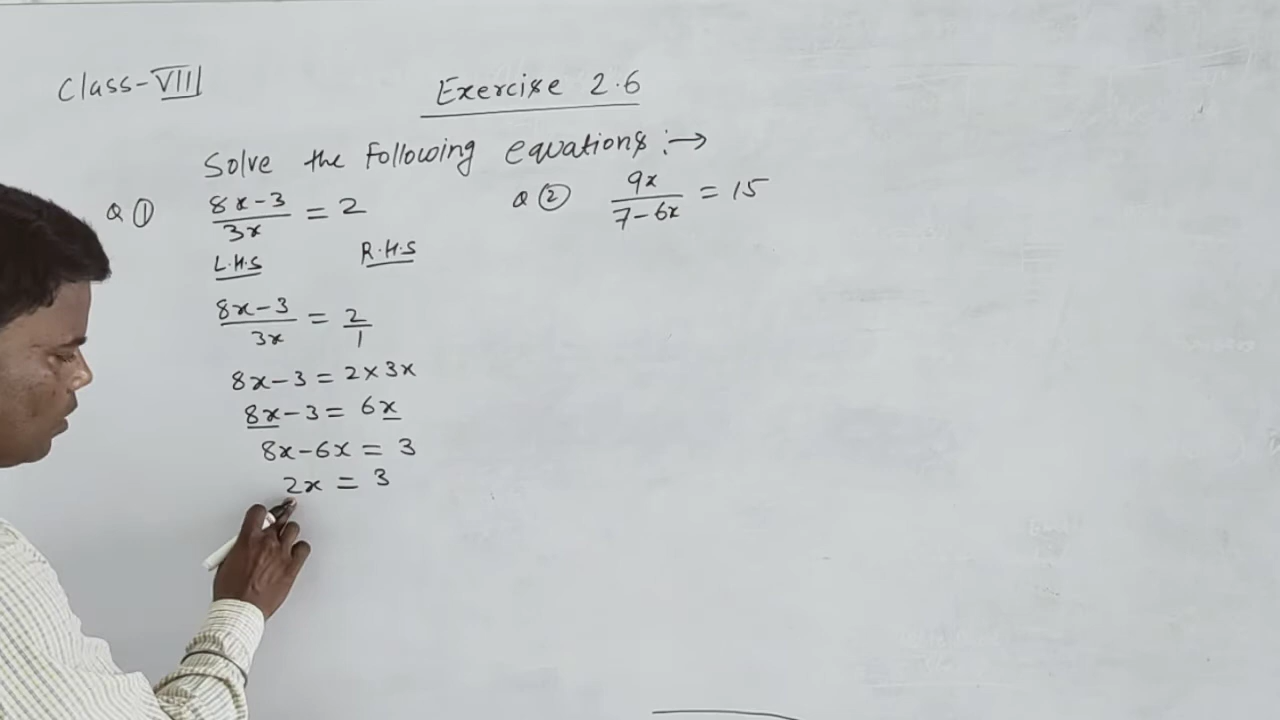 Class-VIII
Exercise 2.6
Solve the Following equations :→
Q ① 8x-3/3x = 2
Q ② 9x/7-6x = 15
L.H.S R.H.S
8x-3/3x = 2/1
8x-3 = 2×3x
8x-3 = 6x
8x-6x = 3
2x = 3